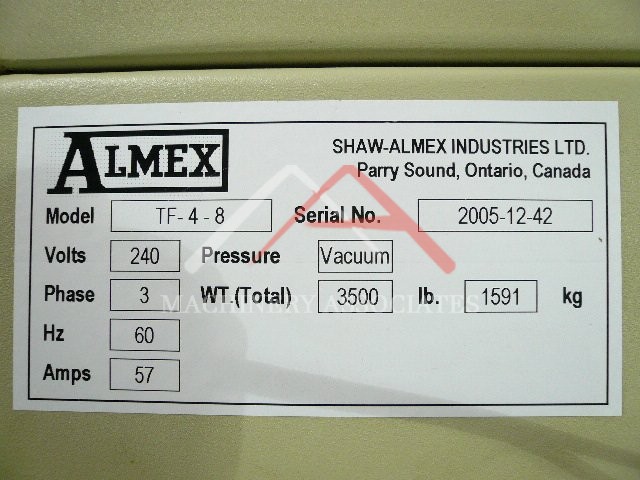 ALMEX
SHAW-ALMEX INDUSTRIES LTD.
Parry Sound, Ontario, Canada
Model TF-4-8 Serial No. 2005-12-42
Volts 240 Pressure Vacuum
Phase 3 WT.(Total) 3500 lb. 1591 kg
MACHINERY ASSOCIATES
Hz 60
Amps 57